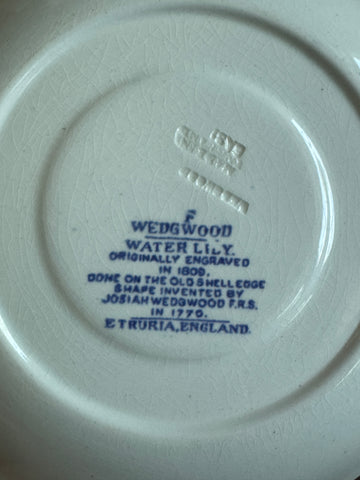 F
WEDGWOOD
WATER LILY.
ORIGINALLY ENGRAVED
IN 1809.
DONE ON THE OLD SHELL EDGE
SHAPE INVENTED BY
JOSIAH WEDGWOOD F.R.S.
IN 1770.
ETRURIA, ENGLAND.